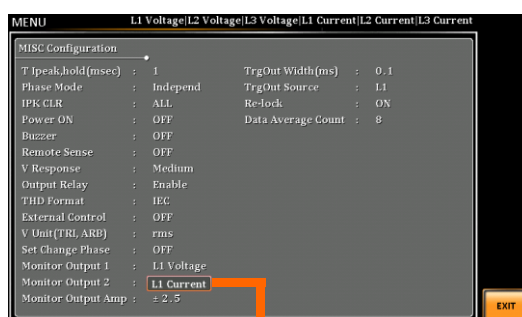 MENU L1 Voltage|L2 Voltage|L3 Voltage|L1 Current|L2 Current|L3 Current
MISC Configuration
T Ipeak,hold(msec) : 1 TrgOut Width(ms) : 0.1
Phase Mode : Independ TrgOut Source : L1
IPK CLR : ALL Re-lock : ON
Power ON : OFF Data Average Count : 8
Buzzer : OFF
Remote Sense : OFF
V Response : Medium
Output Relay : Enable
THD Format : IEC
External Control : OFF
V Unit(TRI, ARB) : rms
Set Change Phase : OFF
Monitor Output 1 : L1 Voltage
Monitor Output 2 : L1 Current
Monitor Output Amp : ± 2.5
EXIT